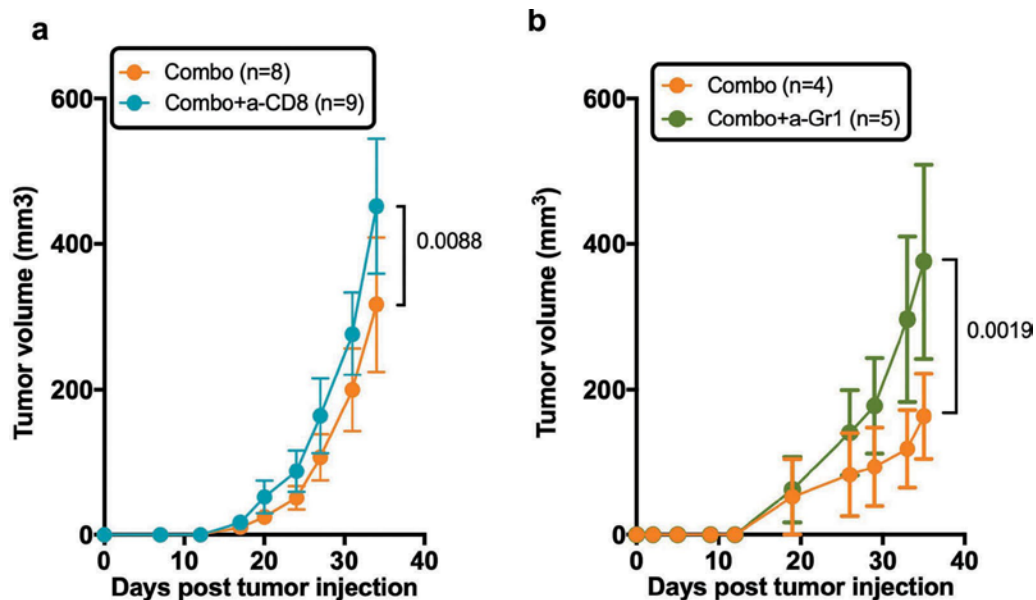 a
Combo (n=8)
Combo+a-CD8 (n=9)
600
400
200
0
0 10 20 30 40
Tumor volume (mm3)
Days post tumor injection
0.0088
b
Combo (n=4)
Combo+a-Gr1 (n=5)
600
400
200
0
0 10 20 30 40
Tumor volume (mm³)
Days post tumor injection
0.0019